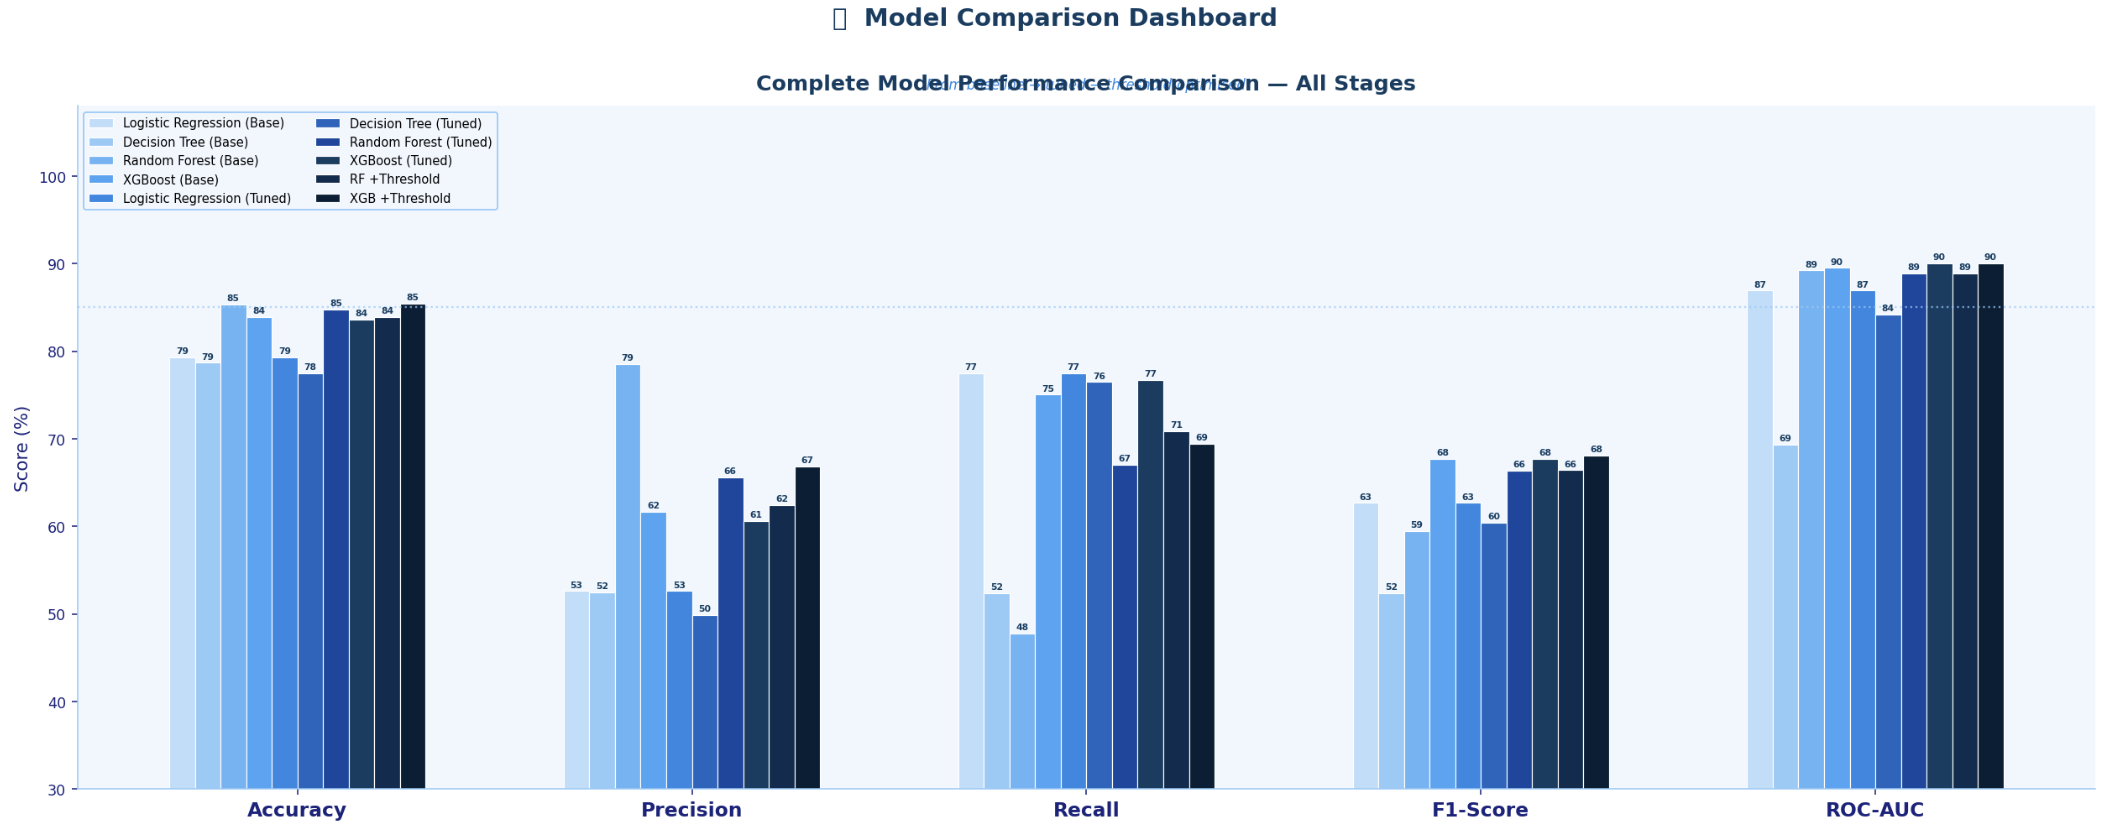 Model Comparison Dashboard
Complete Model Performance Comparison — All Stages
Logistic Regression (Base)
Decision Tree (Base)
Random Forest (Base)
XGBoost (Base)
Logistic Regression (Tuned)
Decision Tree (Tuned)
Random Forest (Tuned)
XGBoost (Tuned)
RF +Threshold
XGB +Threshold
Score (%)
100
90
80
70
60
50
40
30
79 79 85 84 79 78 85 84 84 85
53 52 79 62 53 50 66 61 62 67
77 52 48 75 77 76 67 77 71 69
63 52 59 68 63 60 66 68 66 68
87 69 89 90 87 84 89 90 89 90
Accuracy Precision Recall F1-Score ROC-AUC